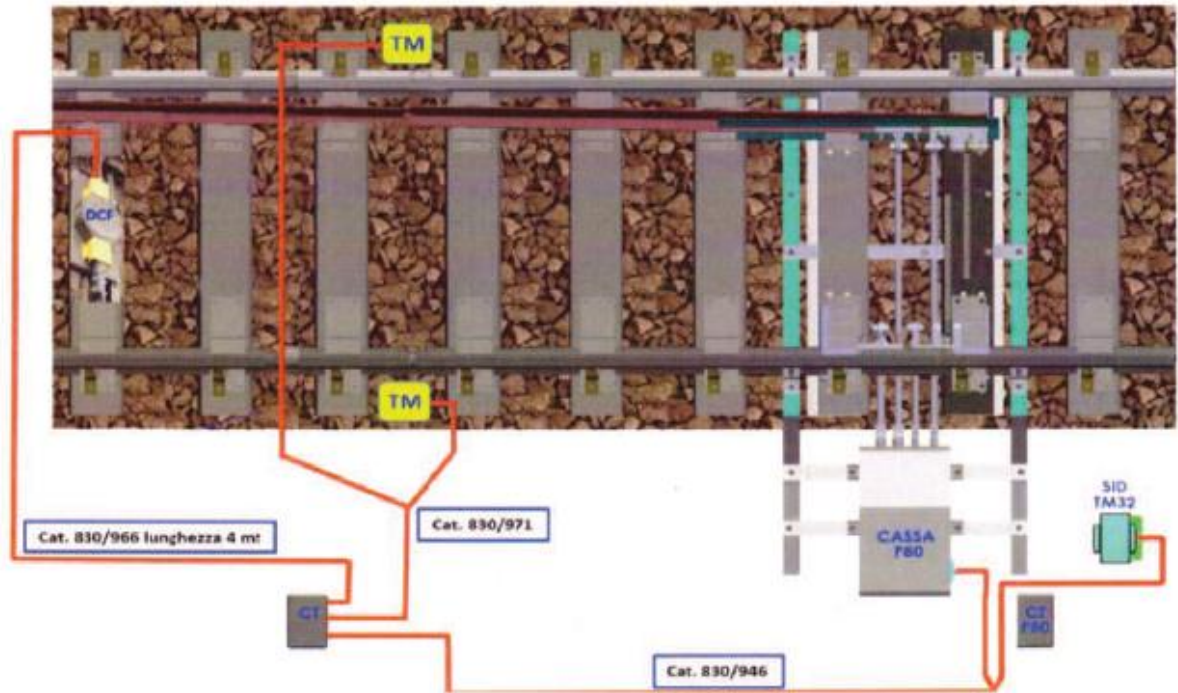 TM
DCF
TM
SID
TM32
Cat. 830/966 lunghezza 4 mt
Cat. 830/971
CASSA
P80
CT
CT
P80
Cat. 830/946